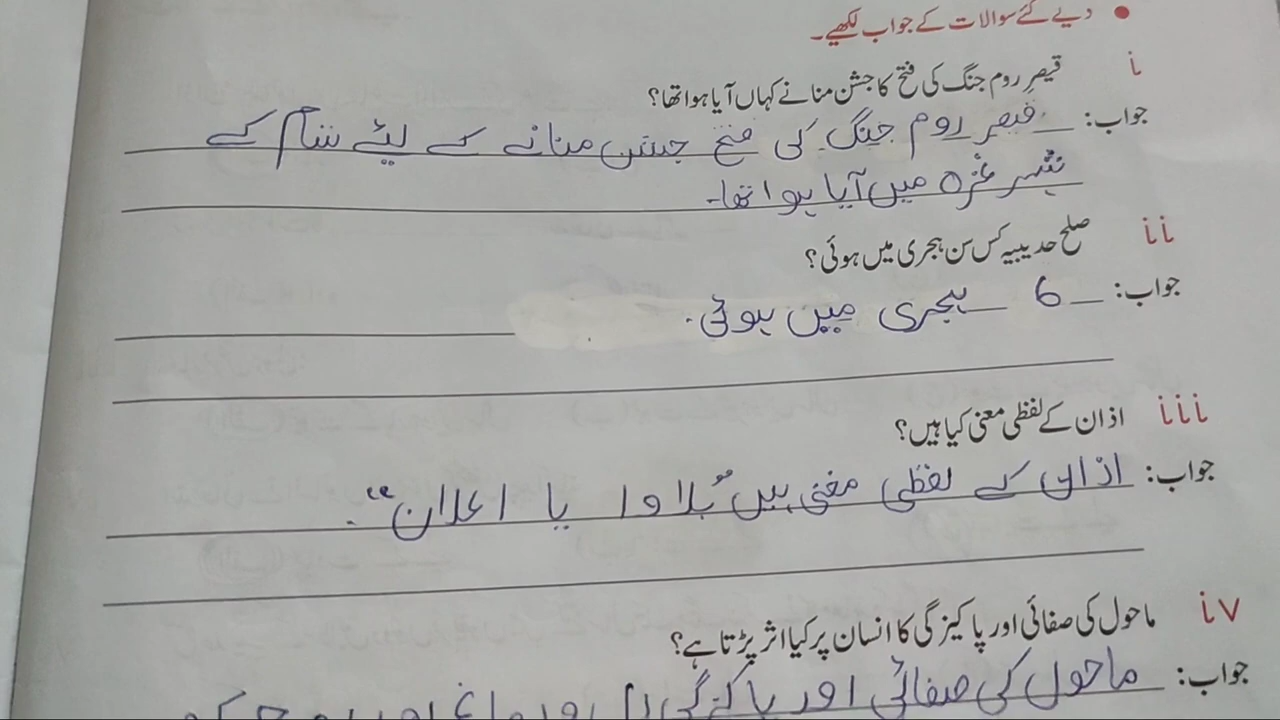 ● دیے گئے سوالات کے جواب لکھیے۔
i قیصرِ روم جنگ کی فتح کا جشن منانے کہاں آیا ہوا تھا؟
جواب: قیصر روم جنگ کی فتح جشن منانے کے لیئے شام کے
شہر غزہ میں آیا ہوا تھا۔
ii صلح حدیبیہ کس سن ہجری میں ہوئی؟
جواب: 6 ہجری میں ہوئی.
iii اذان کے لفظی معنی کیا ہیں؟
جواب: اذان کے لفظی معنی ہیں "بُلاوا یا اعلان".
iv ماحول کی صفائی اور پاکیزگی کا انسان پر کیا اثر پڑتا ہے؟
جواب: ماحول کی صفائی اور پاکزگی